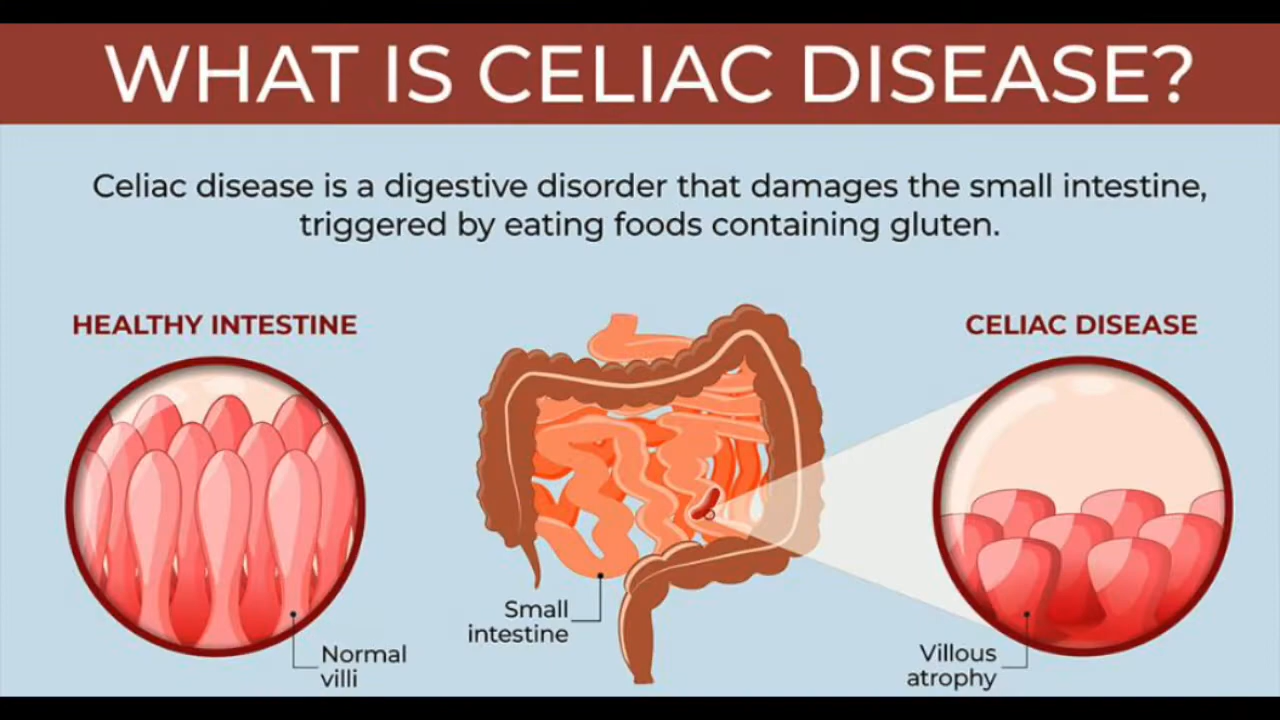 WHAT IS CELIAC DISEASE?
Celiac disease is a digestive disorder that damages the small intestine,
triggered by eating foods containing gluten.
HEALTHY INTESTINE
CELIAC DISEASE
Small
intestine
Normal
villi
Villous
atrophy